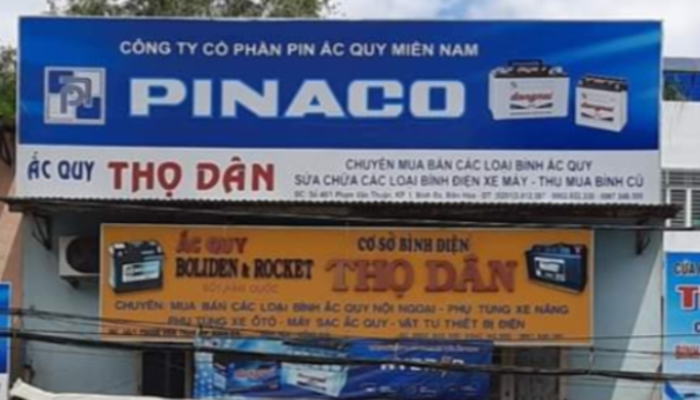 CÔNG TY CỔ PHẦN PIN ẮC QUY MIỀN NAM
PINACO
ẮC QUY THỌ DÂN
CHUYÊN MUA BÁN CÁC LOẠI BÌNH ẮC QUY
SỬA CHỮA CÁC LOẠI BÌNH ĐIỆN XE MÁY - THU MUA BÌNH CŨ
ẮC QUY
BOLIDEN & ROCKET
CƠ SỞ BÌNH ĐIỆN
THỌ DÂN
CHUYÊN: MUA BÁN CÁC LOẠI BÌNH ẮC QUY NỘI NGOẠI - PHỤ TÙNG XE NÂNG
PHỤ TÙNG XE ÔTÔ - MÁY SẠC ẮC QUY - VẬT TƯ THIẾT BỊ ĐIỆN